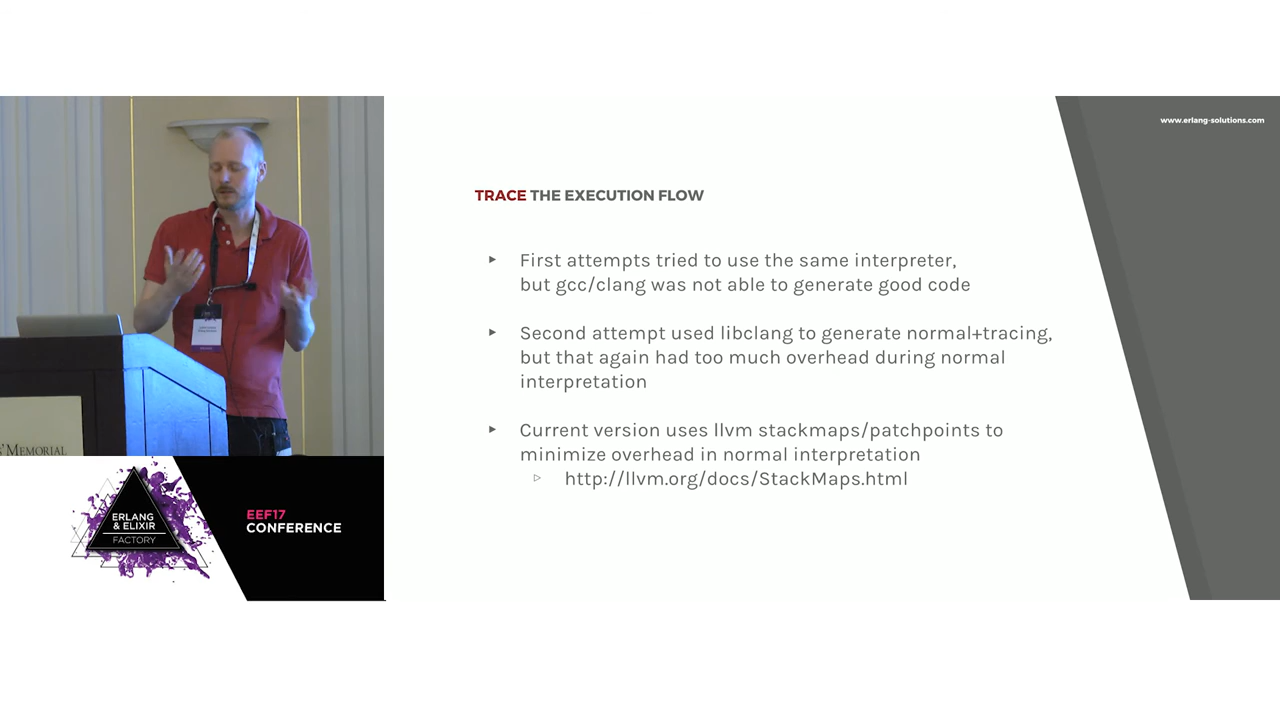 www.erlang-solutions.com
TRACE THE EXECUTION FLOW
▸ First attempts tried to use the same interpreter,
but gcc/clang was not able to generate good code
▸ Second attempt used libclang to generate normal+tracing,
but that again had too much overhead during normal
interpretation
▸ Current version uses llvm stackmaps/patchpoints to
minimize overhead in normal interpretation
▹ http://llvm.org/docs/StackMaps.html
S' MEMORIAL
ERLANG
& ELIXIR
FACTORY
EEF17
CONFERENCE